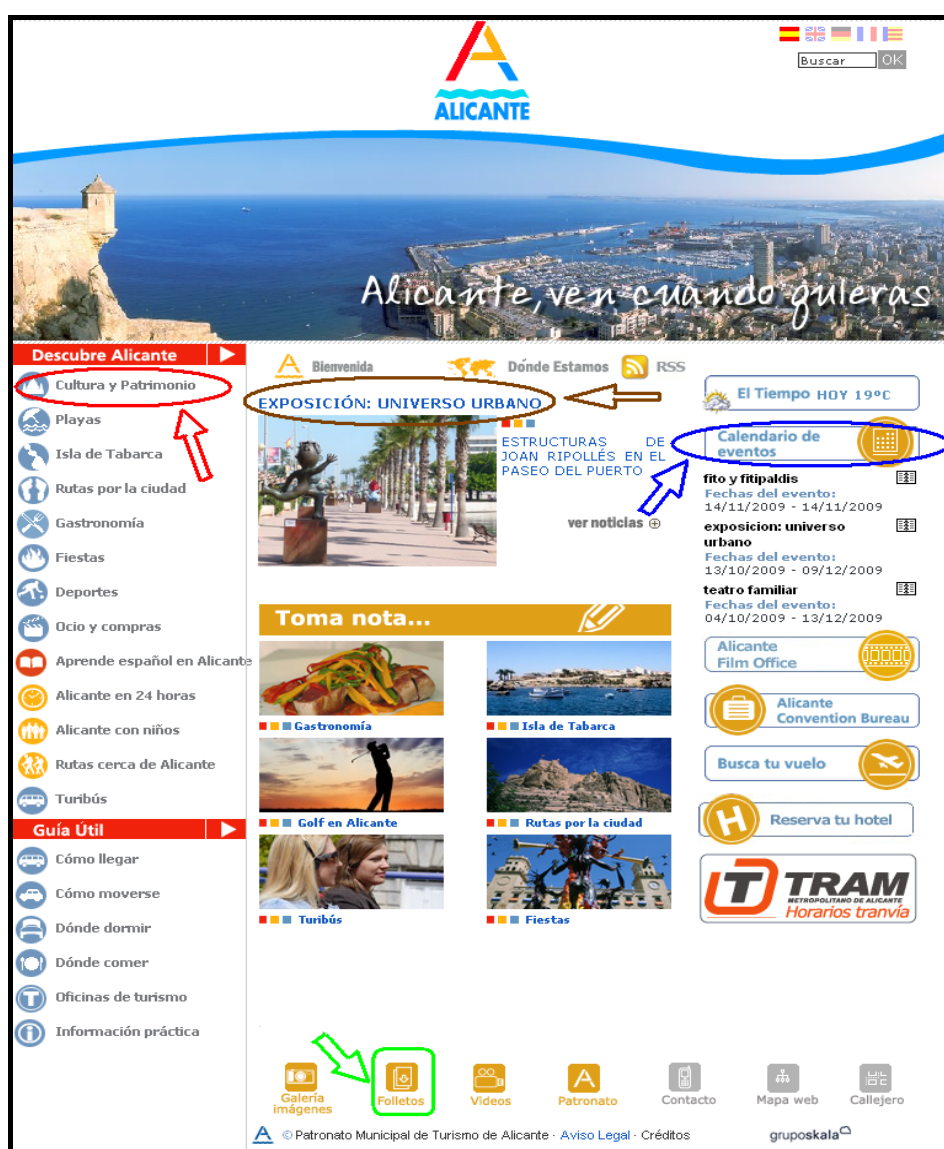 Buscar OK
ALICANTE
Alicante, ven cuando quieras
Descubre Alicante
Cultura y Patrimonio
Playas
Isla de Tabarca
Rutas por la ciudad
Gastronomía
Fiestas
Deportes
Ocio y compras
Aprende español en Alicante
Alicante en 24 horas
Alicante con niños
Rutas cerca de Alicante
Turibús
Guía Útil
Cómo llegar
Cómo moverse
Dónde dormir
Dónde comer
Oficinas de turismo
Información práctica
Bienvenida Dónde Estamos RSS
EXPOSICIÓN: UNIVERSO URBANO
ESTRUCTURAS DE
JOAN RIPOLLÉS EN EL
PASEO DEL PUERTO
ver noticias
Toma nota...
Gastronomía
Isla de Tabarca
Golf en Alicante
Rutas por la ciudad
Turibús
Fiestas
El Tiempo HOY 19ºC
Calendario de
eventos
fito y fitipaldis
Fechas del evento:
14/11/2009 - 14/11/2009
exposicion: universo
urbano
Fechas del evento:
13/10/2009 - 09/12/2009
teatro familiar
Fechas del evento:
04/10/2009 - 13/12/2009
Alicante
Film Office
Alicante
Convention Bureau
Busca tu vuelo
H Reserva tu hotel
T TRAM
METROPOLITANO DE ALICANTE
Horarios tranvía
Galería
imágenes
Folletos
Videos
Patronato
Contacto
Mapa web
Callejero
© Patronato Municipal de Turismo de Alicante · Aviso Legal · Créditos
gruposkala